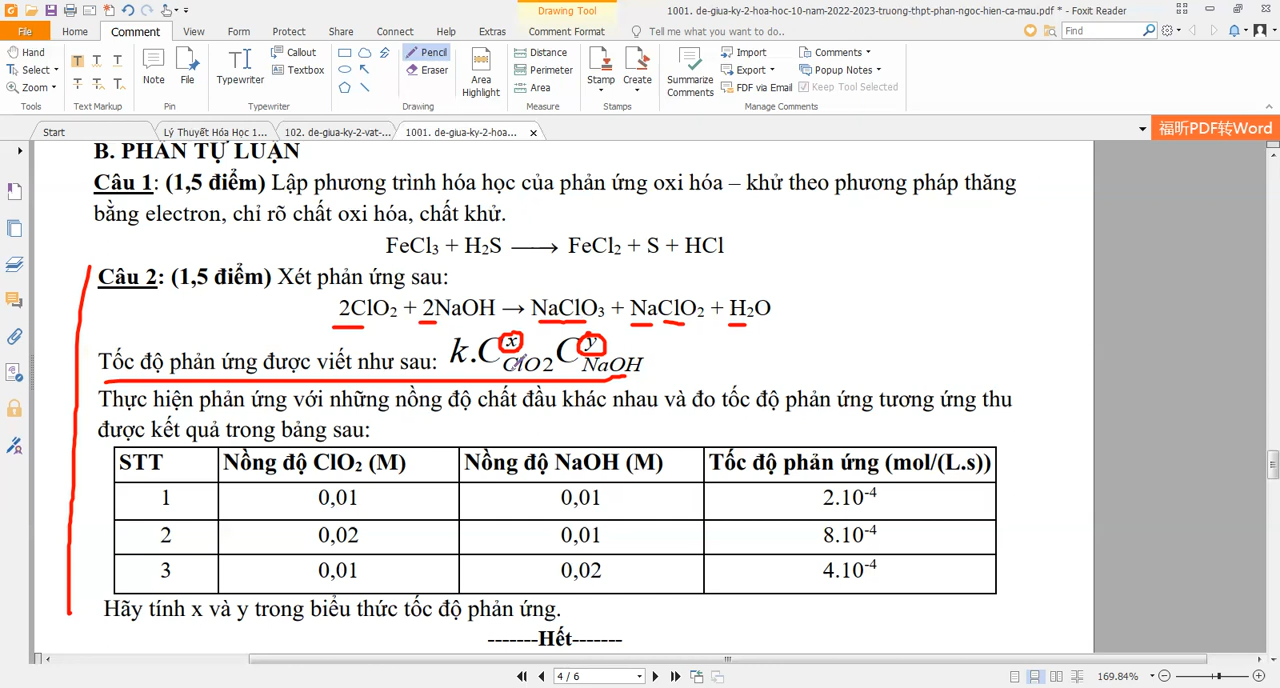 Drawing Tool
1001. de-giua-ky-2-hoa-hoc-10-nam-2022-2023-truong-thpt-phan-ngoc-hien-ca-mau.pdf * - Foxit Reader
File Home Comment View Form Protect Share Connect Help Extras Comment Format Tell me what you want to do.. Find
Hand
Select
Zoom
Tools
Text Markup
Note
File
Pin
Typewriter
Callout
Textbox
Typewriter
Pencil
Eraser
Drawing
Area Highlight
Distance
Perimeter
Area
Measure
Stamp
Create
Stamps
Summarize Comments
Import
Export
FDF via Email
Comments
Popup Notes
Keep Tool Selected
Manage Comments
Start
Lý Thuyết Hóa Học 1...
102. de-giua-ky-2-vat-...
1001. de-giua-ky-2-hoa...
福昕PDF转Word
B. PHẦN TỰ LUẬN
Câu 1: (1,5 điểm) Lập phương trình hóa học của phản ứng oxi hóa – khử theo phương pháp thăng
bằng electron, chỉ rõ chất oxi hóa, chất khử.
FeCl₃ + H₂S ⟶ FeCl₂ + S + HCl
Câu 2: (1,5 điểm) Xét phản ứng sau:
2ClO₂ + 2NaOH → NaClO₃ + NaClO₂ + H₂O
Tốc độ phản ứng được viết như sau: k.C^x_ClO2 C^y_NaOH
Thực hiện phản ứng với những nồng độ chất đầu khác nhau và đo tốc độ phản ứng tương ứng thu
được kết quả trong bảng sau:
STT Nồng độ ClO₂ (M) Nồng độ NaOH (M) Tốc độ phản ứng (mol/(L.s))
1 0,01 0,01 2.10⁻⁴
2 0,02 0,01 8.10⁻⁴
3 0,01 0,02 4.10⁻⁴
Hãy tính x và y trong biểu thức tốc độ phản ứng.
-------Hết-------
4 / 6
169.84%